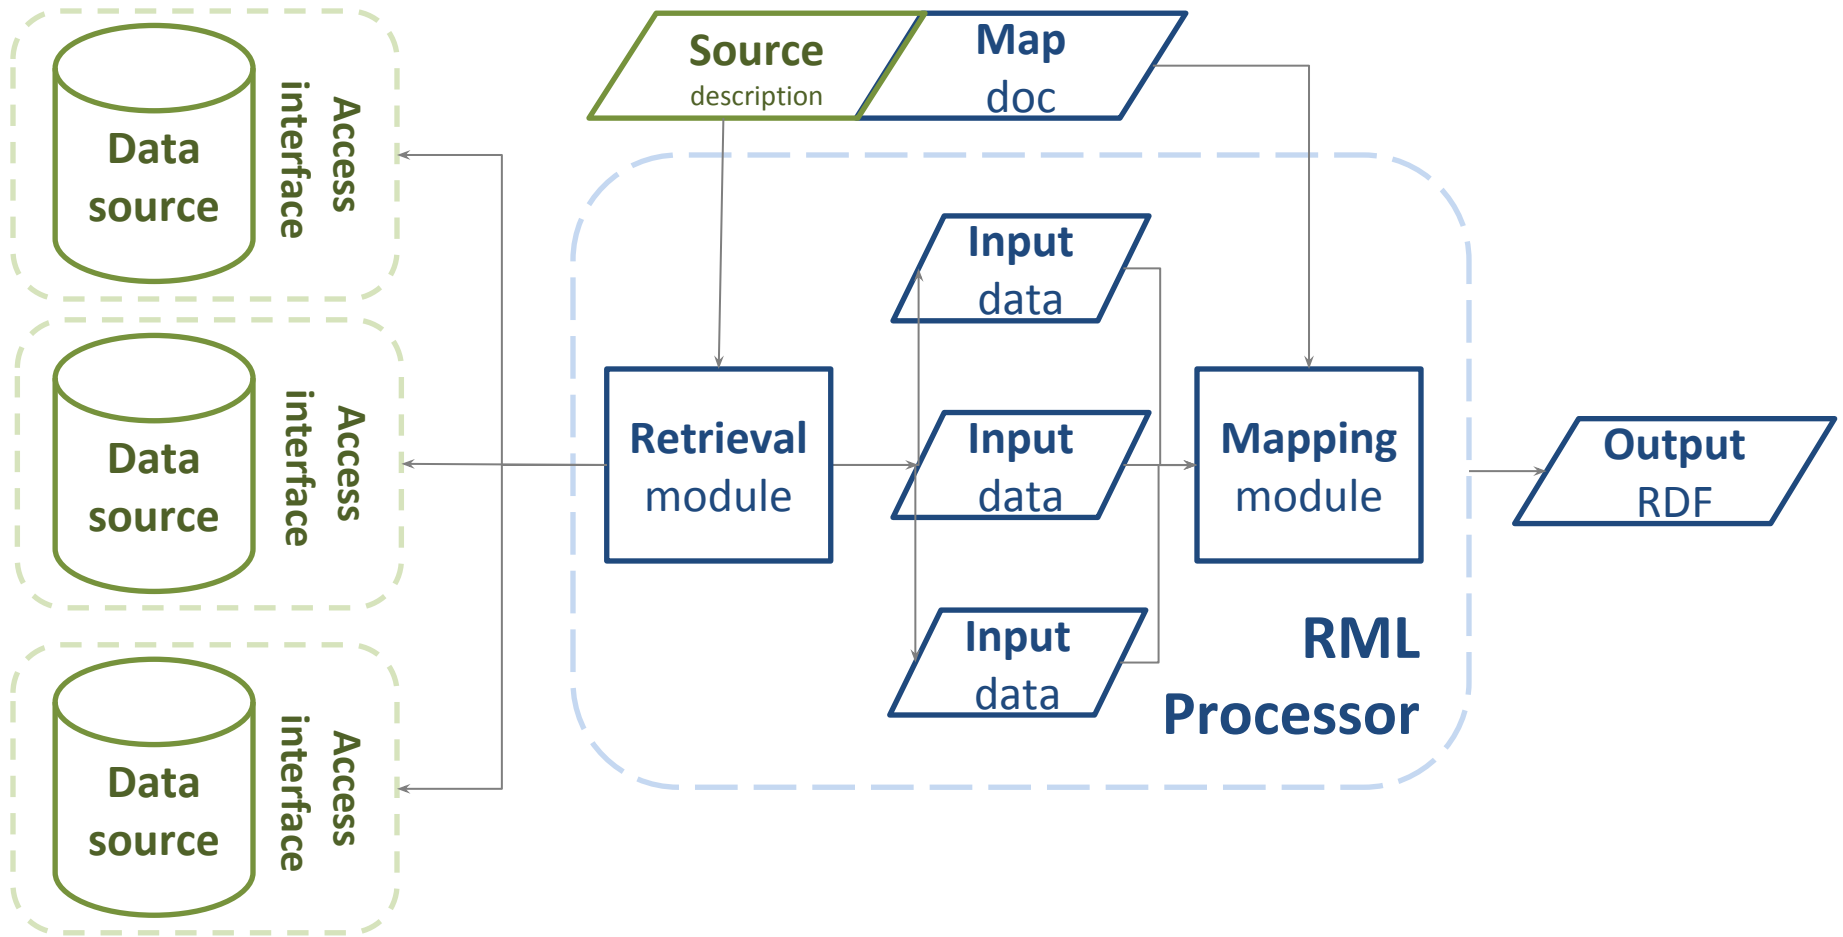 Data
source
Access
interface
Data
source
Access
interface
Data
source
Access
interface
Source
description
Map
doc
Retrieval
module
Input
data
Input
data
Input
data
Mapping
module
RML
Processor
Output
RDF